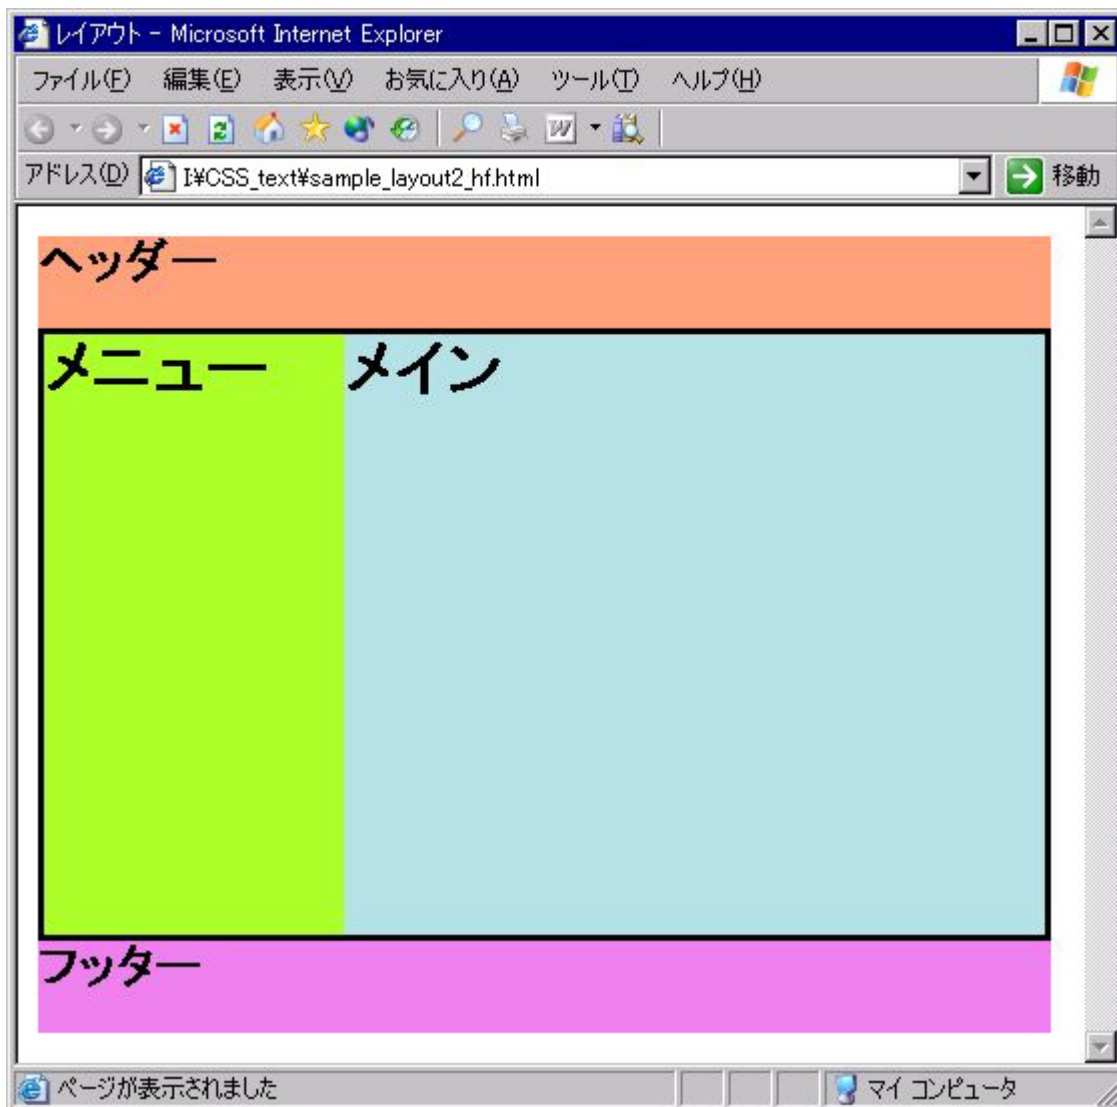 レイアウト - Microsoft Internet Explorer
ファイル(F) 編集(E) 表示(V) お気に入り(A) ツール(T) ヘルプ(H)
W
アドレス(D) I¥CSS_text¥sample_layout2_hf.html 移動
ヘッダー
メニュー メイン
フッター
ページが表示されました マイ コンピュータ